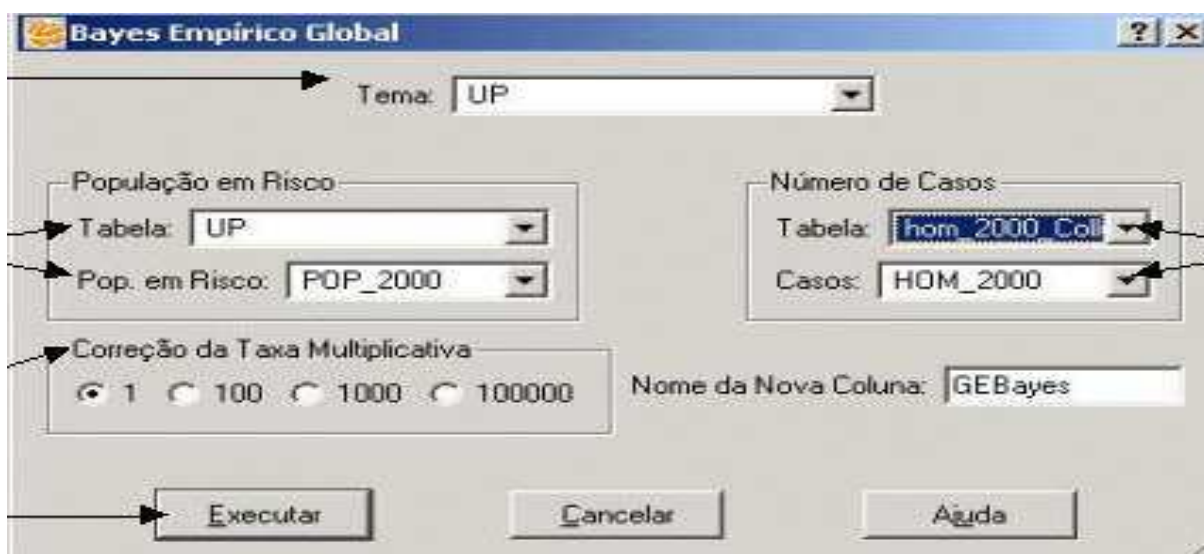 Bayes Empírico Global
Tema: UP
População em Risco
Tabela: UP
Pop. em Risco: POP_2000
Número de Casos
Tabela: hom_2000_Coll
Casos: HOM_2000
Correção da Taxa Multiplicativa
1 100 1000 100000
Nome da Nova Coluna: GEBayes
Executar Cancelar Ajuda